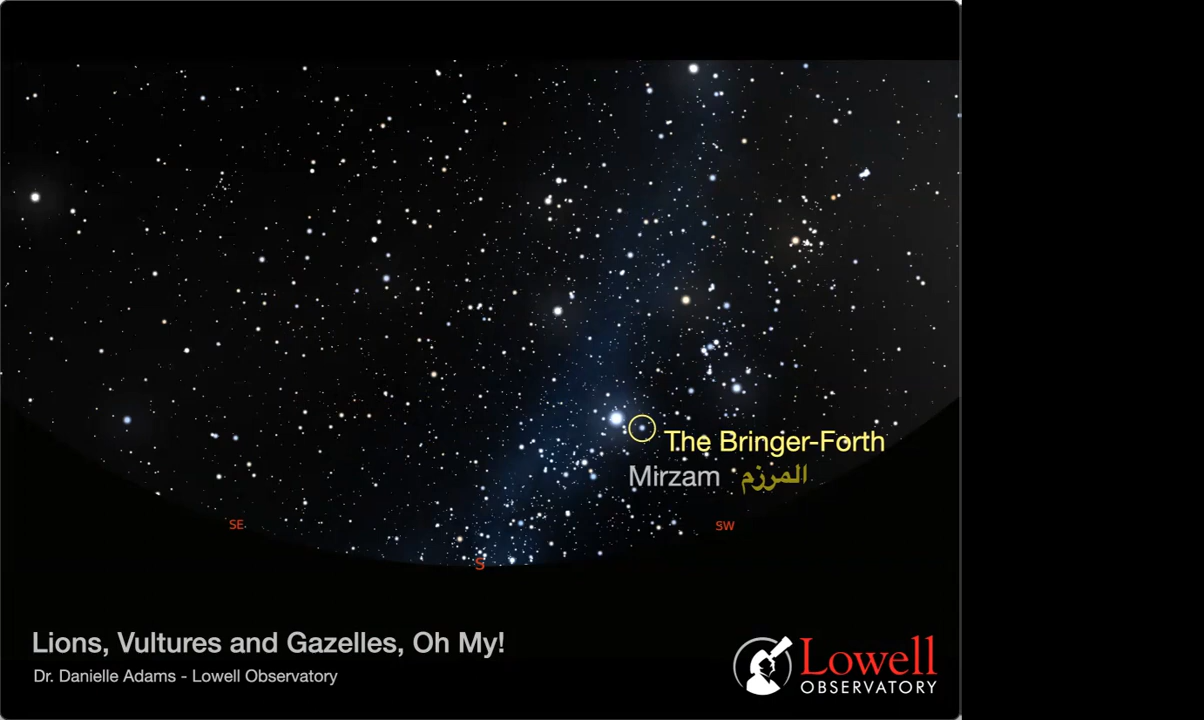 The Bringer-Forth
Mirzam المرزم
SE
SW
S
Lions, Vultures and Gazelles, Oh My!
Dr. Danielle Adams - Lowell Observatory
Lowell
OBSERVATORY